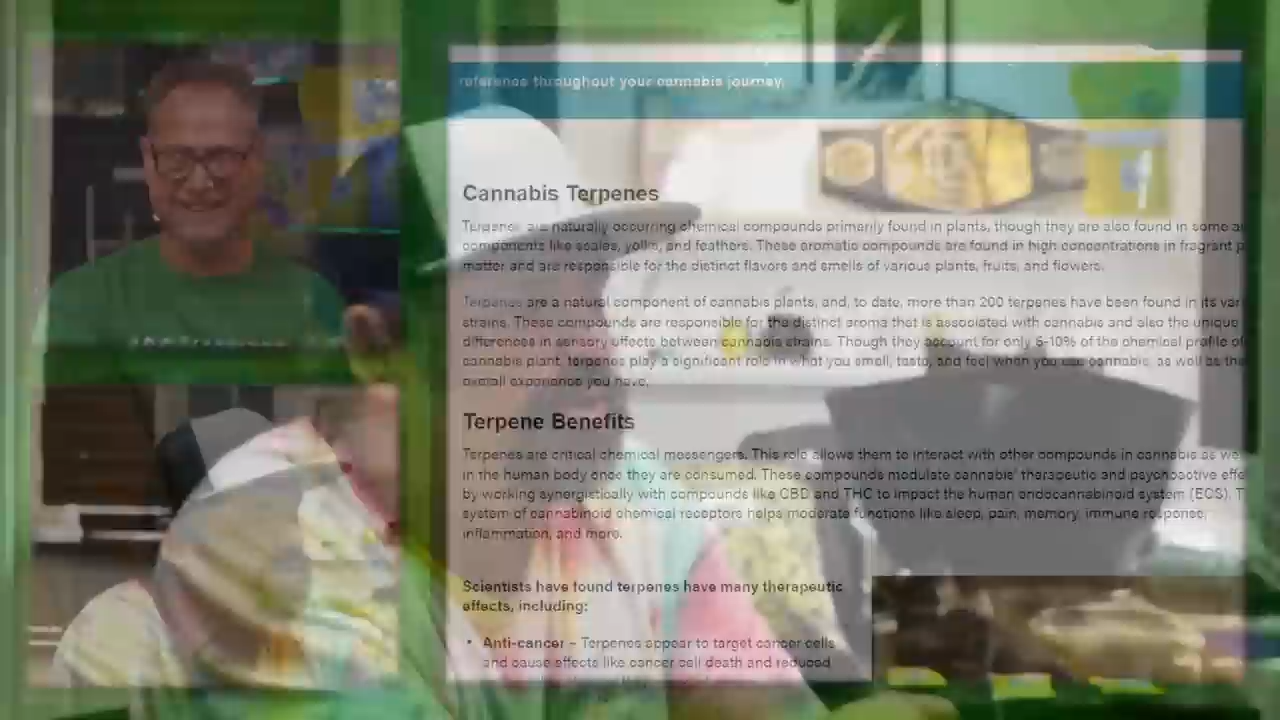 reference throughout your cannabis journey.
Cannabis Terpenes
Terpenes are naturally occurring chemical compounds primarily found in plants, though they are also found in some
components like scales, yolks, and feathers. These aromatic compounds are found in high concentrations in fragrant
matter and are responsible for the distinct flavors and smells of various plants, fruits, and flowers.
Terpenes are a natural component of cannabis plants, and, to date, more than 200 terpenes have been found in its
strains. These compounds are responsible for the distinct aroma that is associated with cannabis and also the unique
differences in sensory effects between cannabis strains. Though they account for only 5-10% of the chemical profile of
cannabis plant, terpenes play a significant role in what you smell, taste, and feel when you use cannabis, as well as the
overall experience you have.
Terpene Benefits
Terpenes are critical chemical messengers. This role allows them to interact with other compounds in cannabis as
in the human body once they are consumed. These compounds modulate cannabis' therapeutic and psychoactive
by working synergistically with compounds like CBD and THC to impact the human endocannabinoid system (ECS).
system of cannabinoid chemical receptors helps moderate functions like sleep, pain, memory, immune response,
inflammation, and more.
Scientists have found terpenes have many therapeutic
effects, including:
• Anti-cancer – Terpenes appear to target cancer cells
and cause effects like cancer cell death and reduced